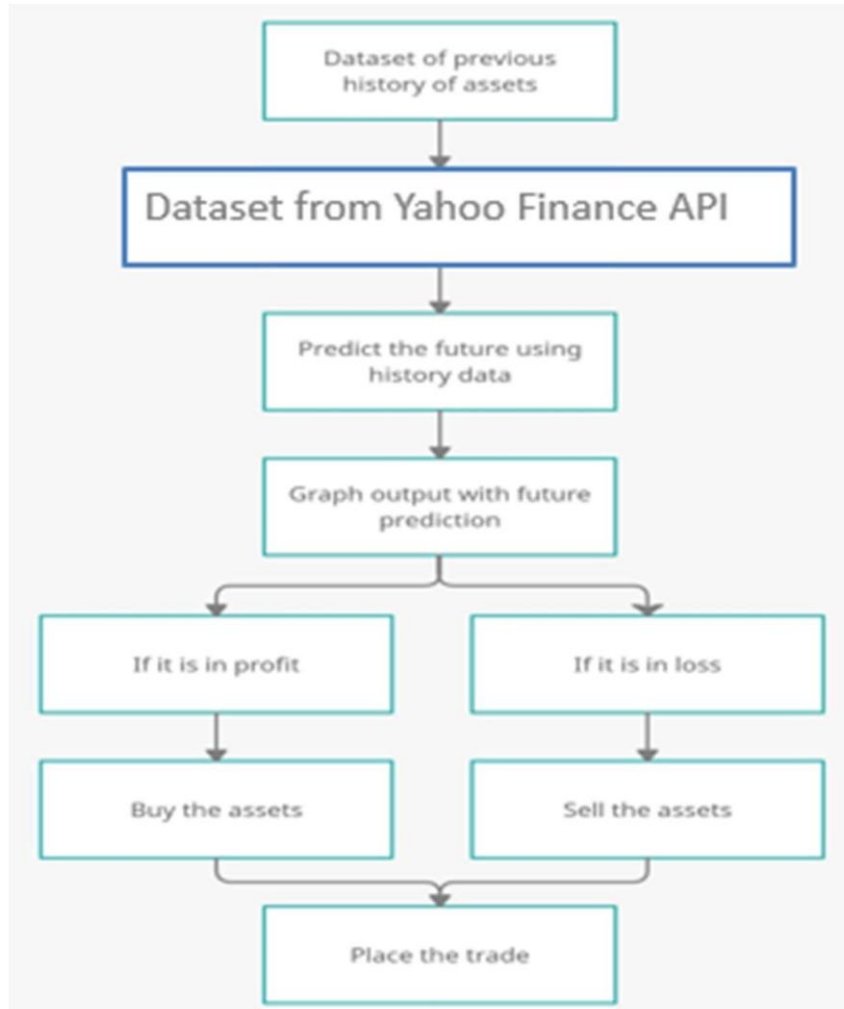 Dataset of previous
history of assets
Dataset from Yahoo Finance API
Predict the future using
history data
Graph output with future
prediction
If it is in profit
If it is in loss
Buy the assets
Sell the assets
Place the trade